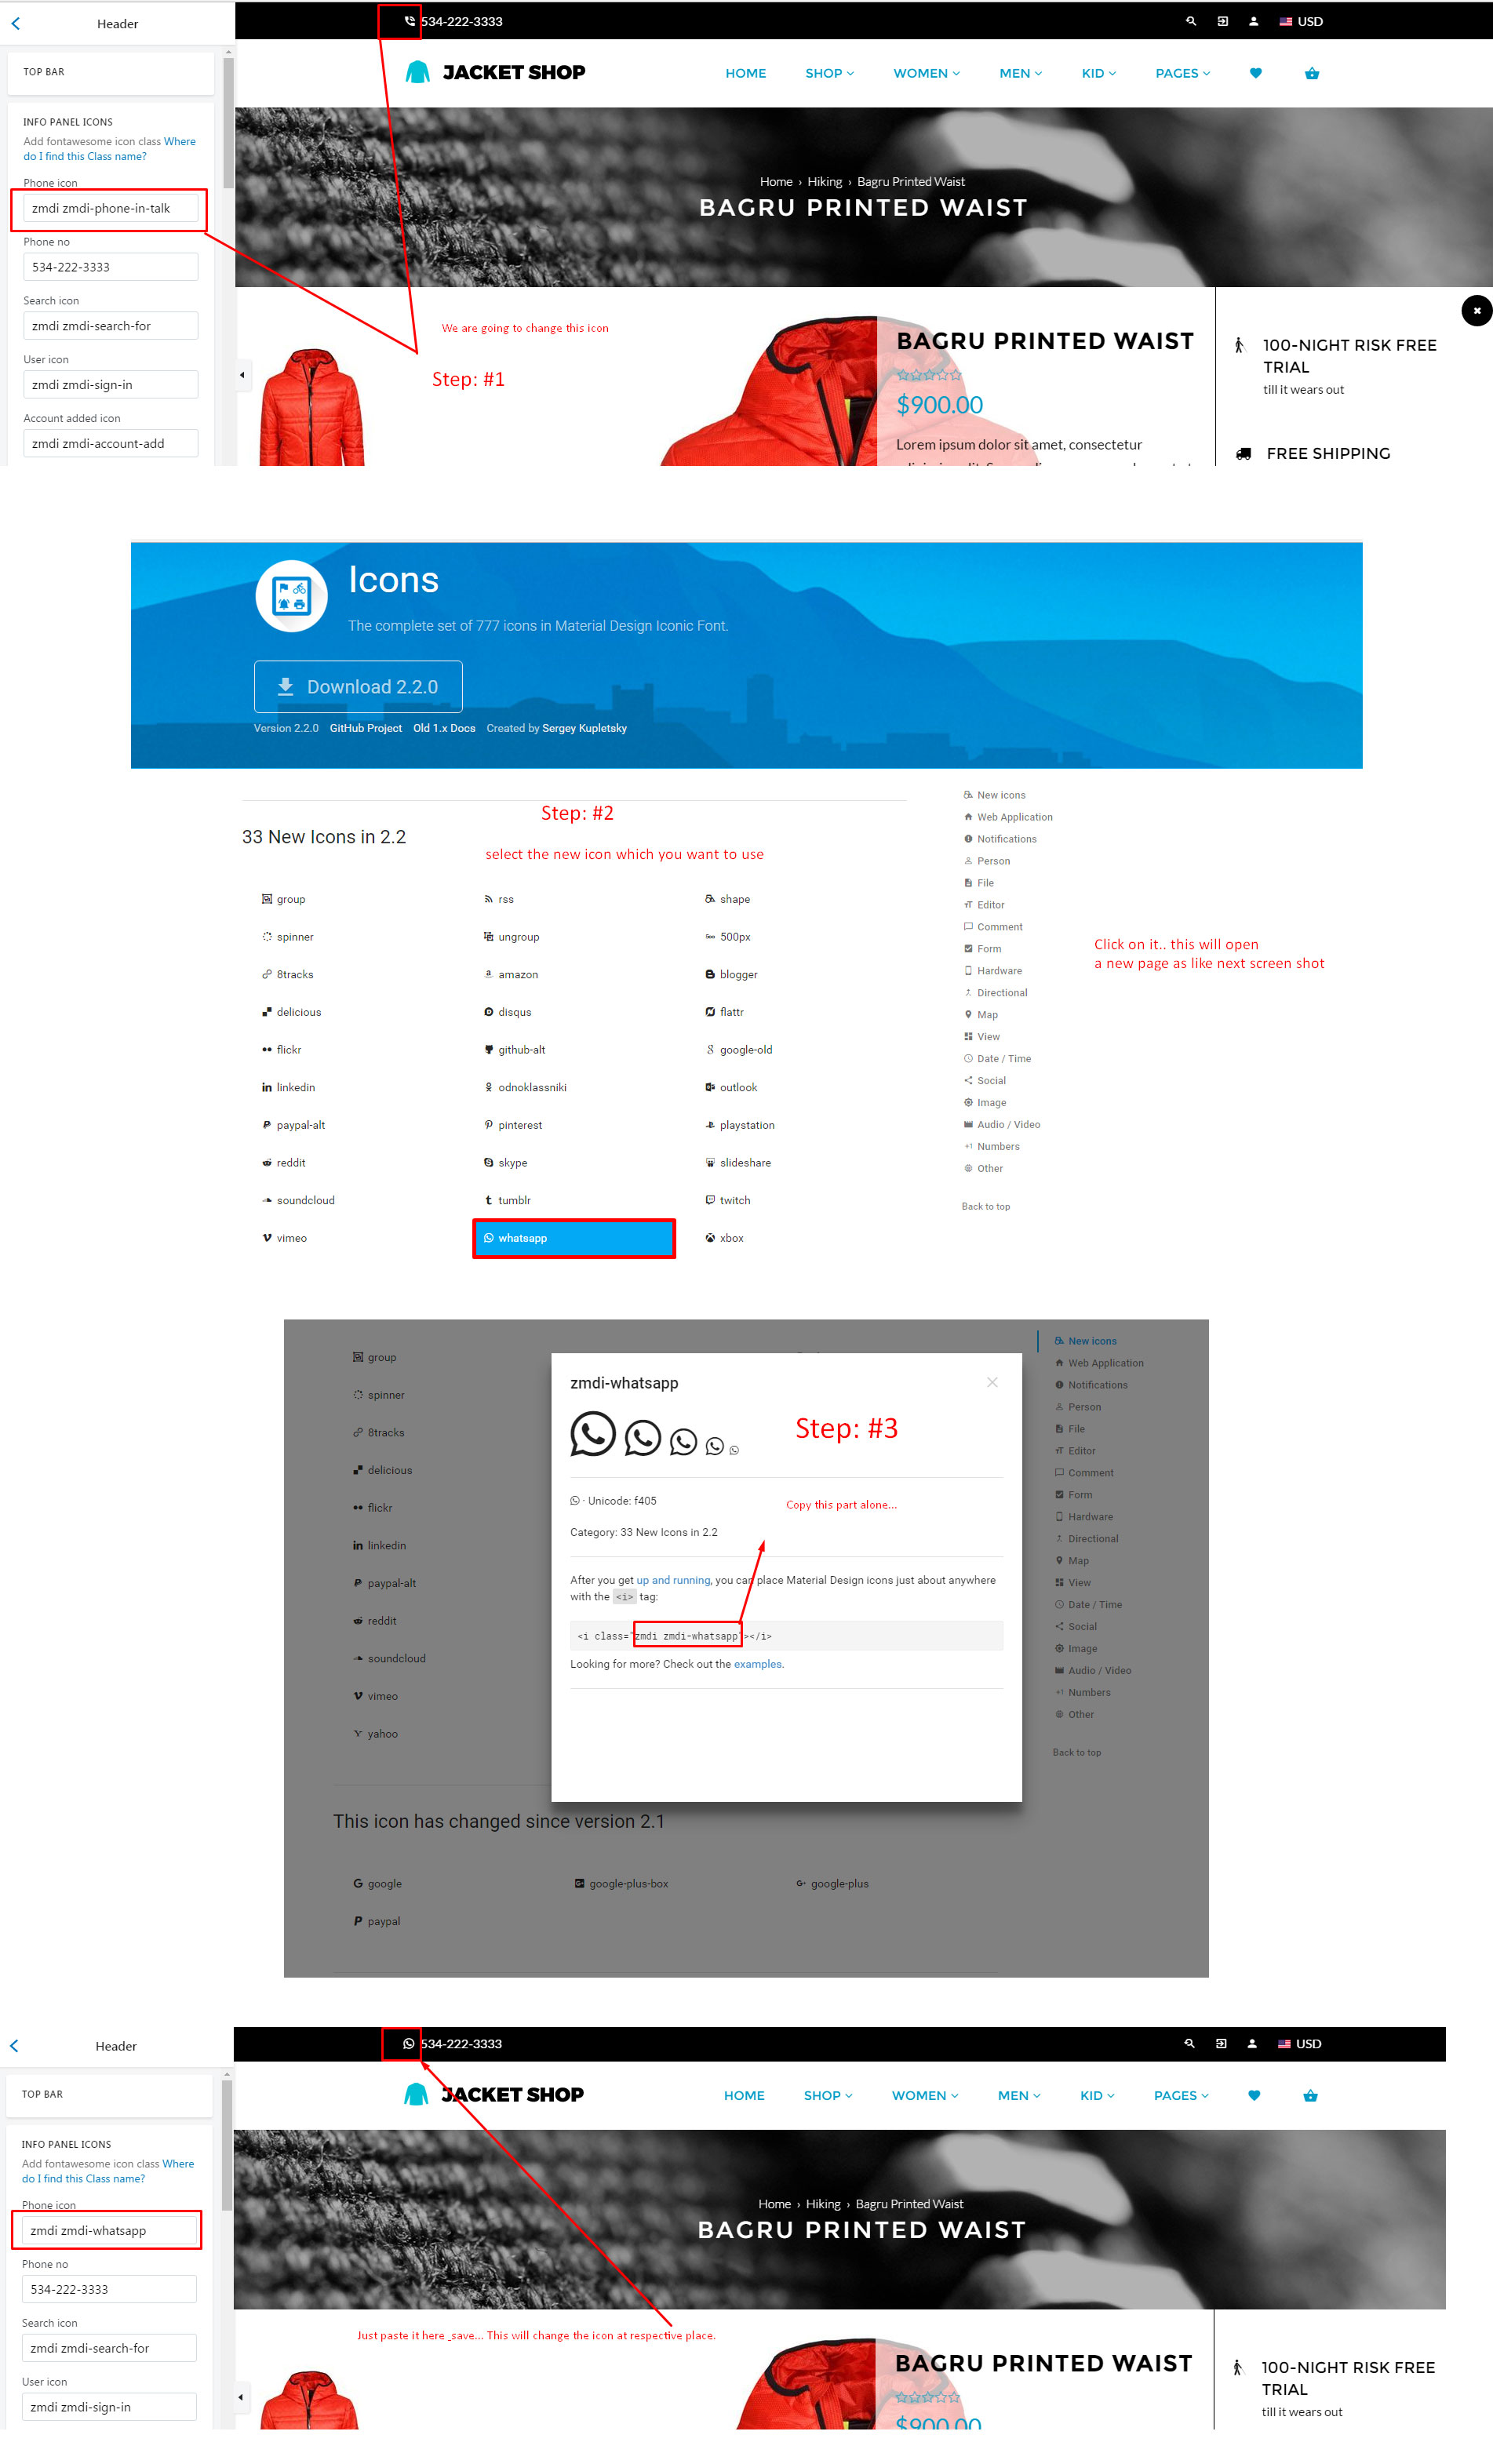 Header
534-222-3333
USD
TOP BAR
JACKET SHOP
HOME
SHOP
WOMEN
MEN
KID
PAGES
INFO PANEL ICONS
Add fontawesome icon class Where
do I find this Class name?
Phone icon
zmdi zmdi-phone-in-talk
Phone no
534-222-3333
Search icon
zmdi zmdi-search-for
User icon
zmdi zmdi-sign-in
Account added icon
zmdi zmdi-account-add
Home › Hiking › Bagru Printed Waist
BAGRU PRINTED WAIST
We are going to change this icon
Step: #1
BAGRU PRINTED WAIST
$900.00
Lorem ipsum dolor sit amet, consectetur
100-NIGHT RISK FREE
TRIAL
till it wears out
FREE SHIPPING
Icons
The complete set of 777 icons in Material Design Iconic Font.
Download 2.2.0
Version 2.2.0 GitHub Project Old 1.x Docs Created by Sergey Kupletsky
Step: #2
33 New Icons in 2.2
select the new icon which you want to use
group
rss
shape
spinner
ungroup
500px
8tracks
amazon
blogger
delicious
disqus
flattr
flickr
github-alt
google-old
linkedin
odnoklassniki
outlook
paypal-alt
pinterest
playstation
reddit
skype
slideshare
soundcloud
tumblr
twitch
vimeo
whatsapp
xbox
New icons
Web Application
Notifications
Person
File
Editor
Comment
Form
Hardware
Directional
Map
View
Date / Time
Social
Image
Audio / Video
Numbers
Other
Back to top
Click on it.. this will open
a new page as like next screen shot
group
spinner
8tracks
delicious
flickr
linkedin
paypal-alt
reddit
soundcloud
vimeo
yahoo
zmdi-whatsapp
Step: #3
· Unicode: f405
Copy this part alone...
Category: 33 New Icons in 2.2
After you get up and running, you can place Material Design icons just about anywhere
with the <i> tag:
<i class="zmdi zmdi-whatsapp"></i>
Looking for more? Check out the examples.
New icons
Web Application
Notifications
Person
File
Editor
Comment
Form
Hardware
Directional
Map
View
Date / Time
Social
Image
Audio / Video
Numbers
Other
Back to top
This icon has changed since version 2.1
google
google-plus-box
google-plus
paypal
Header
534-222-3333
USD
TOP BAR
JACKET SHOP
HOME
SHOP
WOMEN
MEN
KID
PAGES
INFO PANEL ICONS
Add fontawesome icon class Where
do I find this Class name?
Phone icon
zmdi zmdi-whatsapp
Phone no
534-222-3333
Search icon
zmdi zmdi-search-for
User icon
zmdi zmdi-sign-in
Home › Hiking › Bagru Printed Waist
BAGRU PRINTED WAIST
Just paste it here _save... This will change the icon at respective place.
BAGRU PRINTED WAIST
$900.00
100-NIGHT RISK FREE
TRIAL
till it wears out